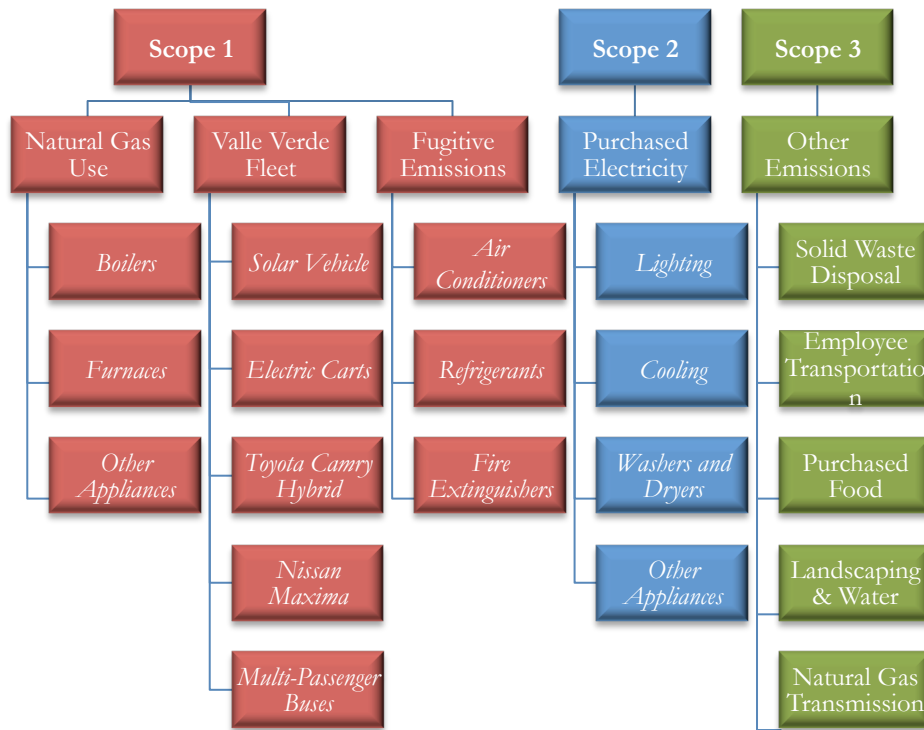 Scope 1
Scope 2
Scope 3
Natural Gas
Use
Valle Verde
Fleet
Fugitive
Emissions
Purchased
Electricity
Other
Emissions
Boilers
Furnaces
Other
Appliances
Solar Vehicle
Electric Carts
Toyota Camry
Hybrid
Nissan
Maxima
Multi-Passenger
Buses
Air
Conditioners
Refrigerants
Fire
Extinguishers
Lighting
Cooling
Washers and
Dryers
Other
Appliances
Solid Waste
Disposal
Employee
Transportatio
n
Purchased
Food
Landscaping
& Water
Natural Gas
Transmission